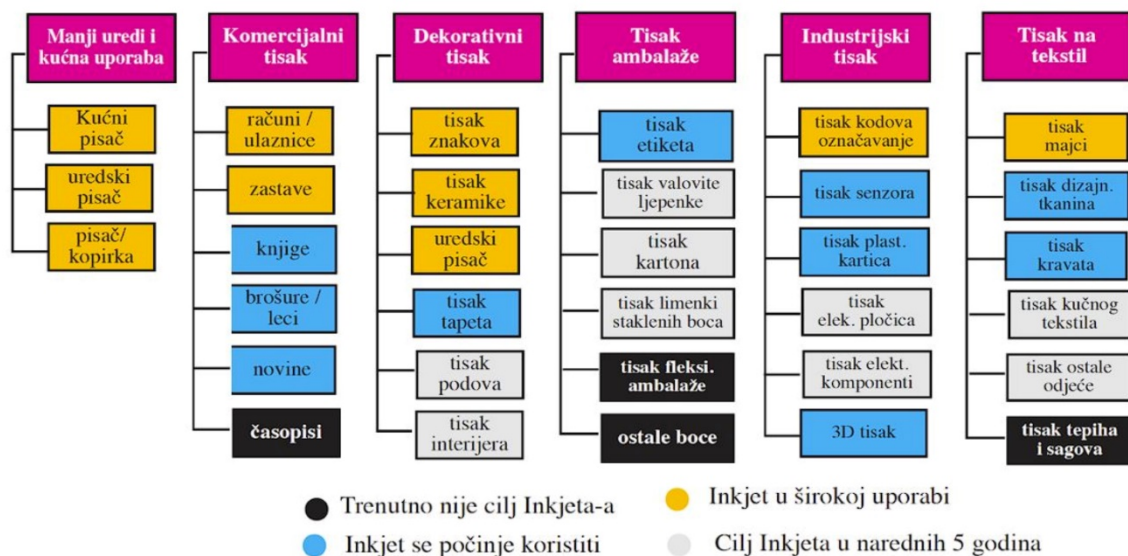 Manji uredi i
kućna uporaba
Kućni
pisač
uredski
pisač
pisač/
kopirka
Komercijalni
tisak
računi /
ulaznice
zastave
knjige
brošure /
leci
novine
časopisi
Dekorativni
tisak
tisak
znakova
tisak
keramike
uredski
pisač
tisak
tapeta
tisak
podova
tisak
interijera
Tisak
ambalaže
tisak
etiketa
tisak valovite
ljepenke
tisak
kartona
tisak limenki
staklenih boca
tisak fleksi.
ambalaže
ostale boce
Industrijski
tisak
tisak kodova
označavanje
tisak senzora
tisak plast.
kartica
tisak
elek. pločica
tisak elekt.
komponenti
3D tisak
Tisak na
tekstil
tisak
majci
tisak dizajn.
tkanina
tisak
kravata
tisak kučnog
tekstila
tisak ostale
odjeće
tisak tepiha
i sagova
Trenutno nije cilj Inkjeta-a
Inkjet u širokoj uporabi
Inkjet se počinje koristiti
Cilj Inkjeta u narednih 5 godina